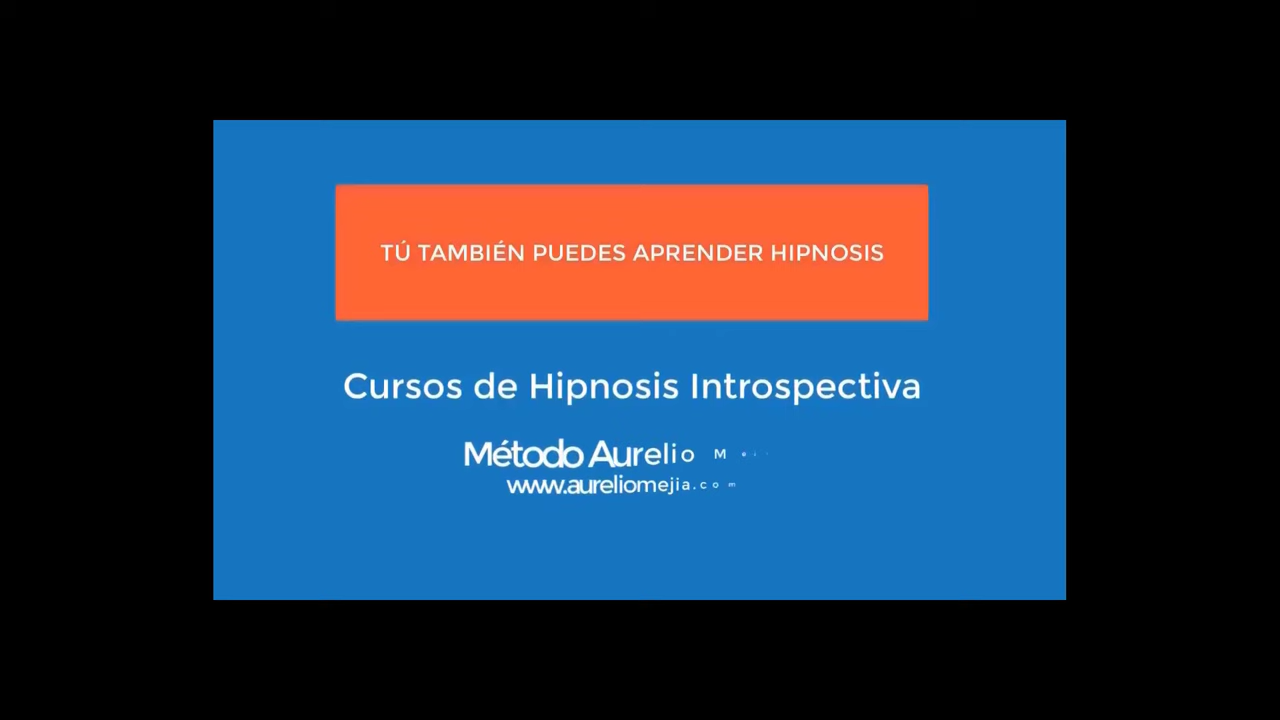 TÚ TAMBIÉN PUEDES APRENDER HIPNOSIS
Cursos de Hipnosis Introspectiva
Método Aurelio
www.aureliomejia.com